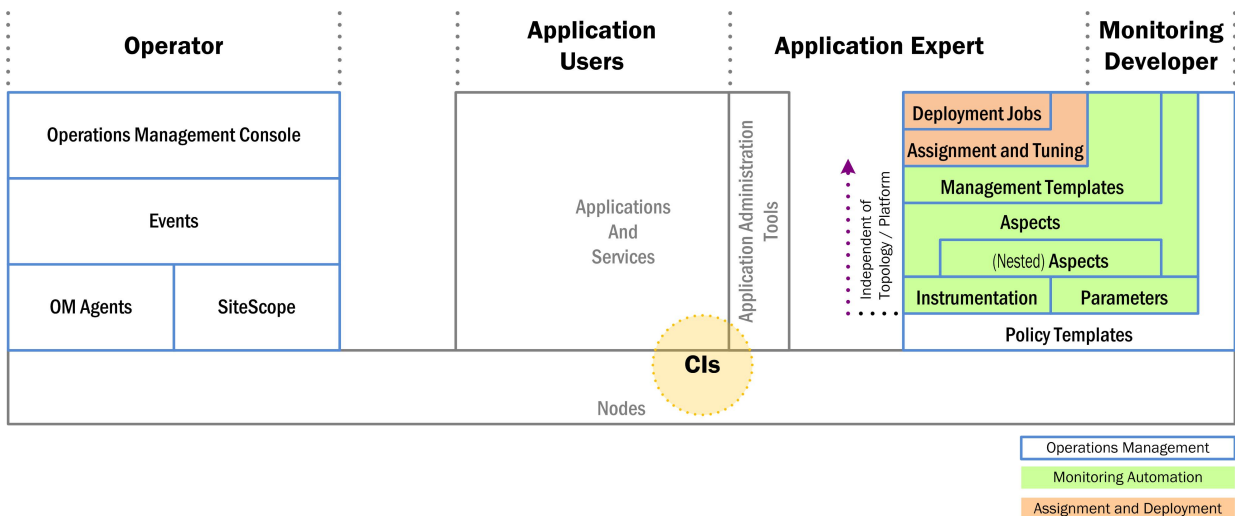 Operator
Application
Users
Application Expert
Monitoring
Developer
Operations Management Console
Events
OM Agents
SiteScope
Applications
And
Services
Application Administration
Tools
CIs
Nodes
Independent of
Topology / Platform
Deployment Jobs
Assignment and Tuning
Management Templates
Aspects
(Nested) Aspects
Instrumentation
Parameters
Policy Templates
Operations Management
Monitoring Automation
Assignment and Deployment